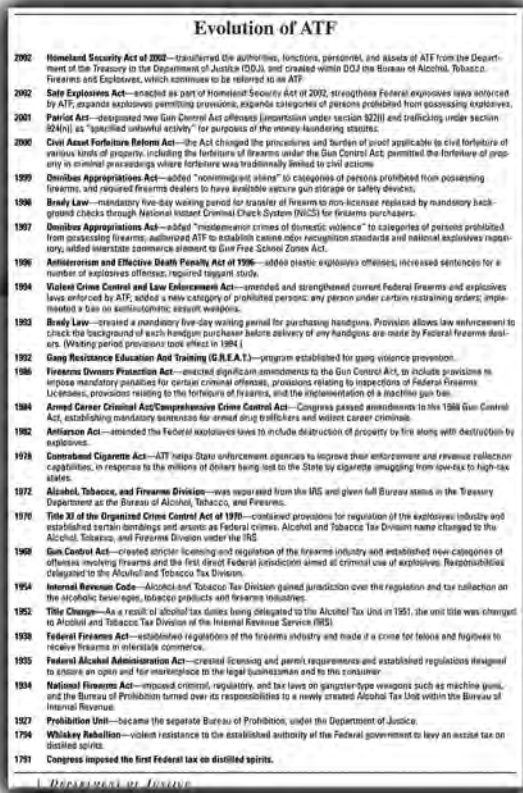 Evolution of ATF
2002 Homeland Security Act of 2002—transferred the authorities, functions, personnel, and assets of ATF from the Depart-
ment of the Treasury to the Department of Justice (DOJ), and created within DOJ the Bureau of Alcohol, Tobacco,
Firearms and Explosives, which continues to be referred to as ATF.
2002 Safe Explosives Act—enacted as part of Homeland Security Act of 2002, strengthens Federal explosives laws enforced
by ATF, expands explosives permitting provisions, expands categories of persons prohibited from possessing explosives.
2001 Patriot Act—designated two Gun Control Act offenses (importation under section 922(l) and trafficking under section
924(n)) as "specified unlawful activity" for purposes of the money-laundering statutes.
2000 Civil Asset Forfeiture Reform Act—the Act changed the procedures and burden of proof applicable to civil forfeiture of
various kinds of property, including the forfeiture of firearms under the Gun Control Act; permitted the forfeiture of prop-
erty in criminal proceedings where forfeiture was traditionally limited to civil actions.
1999 Omnibus Appropriations Act—added "nonimmigrant aliens" to categories of persons prohibited from possessing
firearms, and required firearms dealers to have available secure gun storage or safety devices.
1998 Brady Law—mandatory five-day waiting period for transfer of firearm to non-licensee replaced by mandatory back-
ground checks through National Instant Criminal Check System (NICS) for firearms purchasers.
1997 Omnibus Appropriations Act—added "misdemeanor crimes of domestic violence" to categories of persons prohibited
from possessing firearms, authorized ATF to establish canine odor recognition standards and national explosives repos-
itory, added interstate commerce element to Gun Free School Zones Act.
1996 Antiterrorism and Effective Death Penalty Act of 1996—added plastic explosives offenses; increased sentences for a
number of explosives offenses; required taggant study.
1994 Violent Crime Control and Law Enforcement Act—amended and strengthened current Federal firearms and explosives
laws enforced by ATF; added a new category of prohibited persons: any person under certain restraining orders; imple-
mented a ban on semiautomatic assault weapons.
1993 Brady Law—created a mandatory five-day waiting period for purchasing handguns. Provision allows law enforcement to
check the background of each handgun purchaser before delivery of any handguns are made by Federal firearms deal-
ers. (Waiting period provisions took effect in 1994.)
1992 Gang Resistance Education And Training (G.R.E.A.T.)—program established for gang violence prevention.
1986 Firearms Owners Protection Act—enacted significant amendments to the Gun Control Act, to include provisions to
impose mandatory penalties for certain criminal offenses, provisions relating to inspections of Federal Firearms
Licensees, provisions relating to the forfeiture of firearms, and the implementation of a machine gun ban.
1984 Armed Career Criminal Act/Comprehensive Crime Control Act—Congress passed amendments to the 1968 Gun Control
Act, establishing mandatory sentences for armed drug traffickers and violent career criminals.
1982 Antiarson Act—amended the Federal explosives laws to include destruction of property by fire along with destruction by
explosives.
1978 Contraband Cigarette Act—ATF helps State enforcement agencies to improve their enforcement and revenue collection
capabilities, in response to the millions of dollars being lost to the State by cigarette smuggling from low-tax to high-tax
states.
1972 Alcohol, Tobacco, and Firearms Division—was separated from the IRS and given full Bureau status in the Treasury
Department as the Bureau of Alcohol, Tobacco, and Firearms.
1970 Title XI of the Organized Crime Control Act of 1970—contained provisions for regulation of the explosives industry and
established certain bombings and arsons as Federal crimes. Alcohol and Tobacco Tax Division name changed to the
Alcohol, Tobacco, and Firearms Division under the IRS.
1968 Gun Control Act—created stricter licensing and regulation of the firearms industry and established new categories of
offenses involving firearms and the first direct Federal jurisdiction aimed at criminal use of explosives. Responsibilities
delegated to the Alcohol and Tobacco Tax Division.
1954 Internal Revenue Code—Alcohol and Tobacco Tax Division gained jurisdiction over the regulation and tax collection on
the alcoholic beverages, tobacco products and firearms industries.
1952 Title Change—As a result of alcohol tax duties being delegated to the Alcohol Tax Unit in 1951, the unit title was changed
to Alcohol and Tobacco Tax Division of the Internal Revenue Service (IRS).
1938 Federal Firearms Act—established regulations of the firearms industry and made it a crime for felons and fugitives to
receive firearms in interstate commerce.
1935 Federal Alcohol Administration Act—created licensing and permit requirements and established regulations designed
to ensure an open and fair marketplace to the legal businessman and to the consumer.
1934 National Firearms Act—imposed criminal, regulatory, and tax laws on gangster-type weapons such as machine guns,
and the Bureau of Prohibition turned over its responsibilities to a newly created Alcohol Tax Unit within the Bureau of
Internal Revenue.
1927 Prohibition Unit—became the separate Bureau of Prohibition, under the Department of Justice.
1794 Whiskey Rebellion—violent resistance to the established authority of the Federal government to levy an excise tax on
distilled spirits.
1791 Congress imposed the first Federal tax on distilled spirits.
Department of Justice